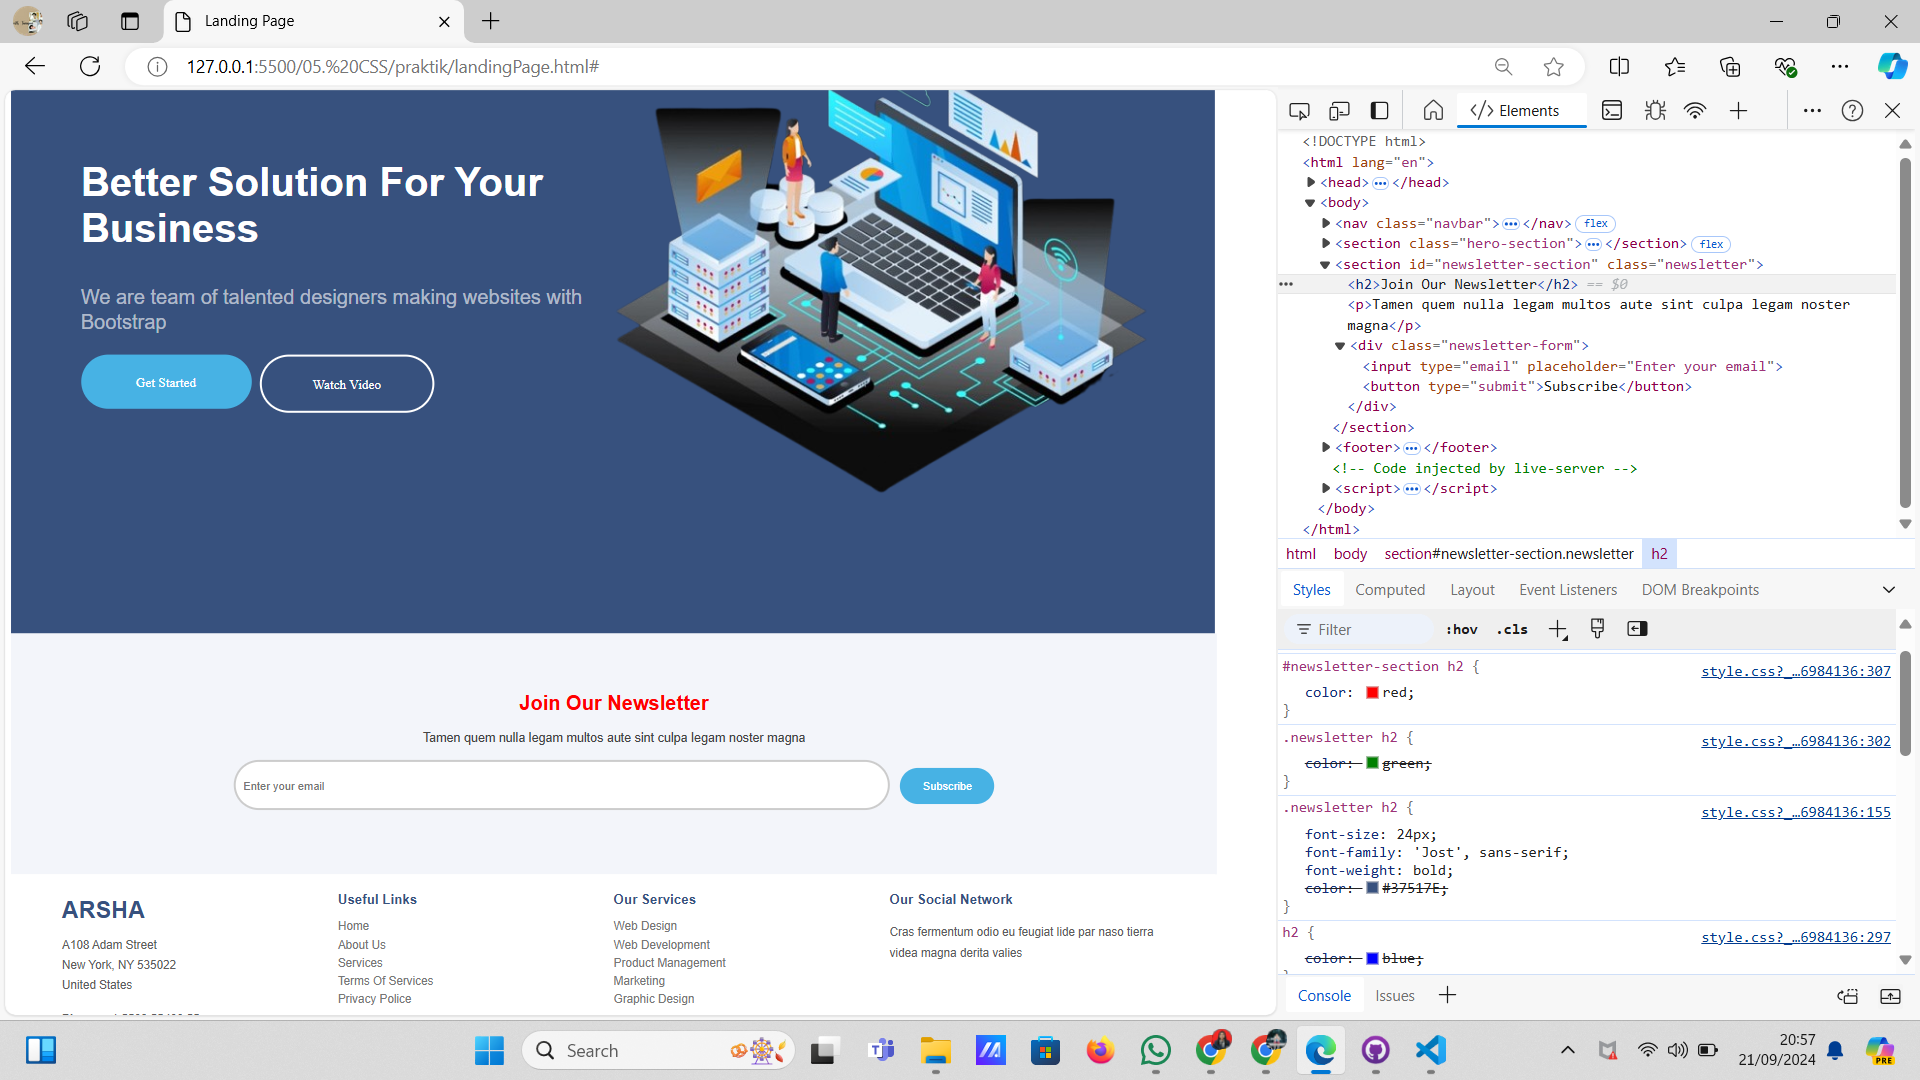 Landing Page
127.0.0.1:5500/05.%20CSS/praktik/landingPage.html#
Better Solution For Your
Business
We are team of talented designers making websites with
Bootstrap
Get Started
Watch Video
Join Our Newsletter
Tamen quem nulla legam multos aute sint culpa legam noster magna
Enter your email
Subscribe
ARSHA
A108 Adam Street
New York, NY 535022
United States
Useful Links
Home
About Us
Services
Terms Of Services
Privacy Police
Our Services
Web Design
Web Development
Product Management
Marketing
Graphic Design
Our Social Network
Cras fermentum odio eu feugiat lide par naso tierra
videa magna derita valies
Elements
<!DOCTYPE html>
<html lang="en">
<head>…</head>
<body>
<nav class="navbar">…</nav> flex
<section class="hero-section">…</section> flex
<section id="newsletter-section" class="newsletter">
<h2>Join Our Newsletter</h2> == $0
<p>Tamen quem nulla legam multos aute sint culpa legam noster
magna</p>
<div class="newsletter-form">
<input type="email" placeholder="Enter your email">
<button type="submit">Subscribe</button>
</div>
</section>
<footer>…</footer>
<!-- Code injected by live-server -->
<script>…</script>
</body>
</html>
html body section#newsletter-section.newsletter h2
Styles Computed Layout Event Listeners DOM Breakpoints
Filter :hov .cls
#newsletter-section h2 { style.css?_…6984136:307
color: red;
}
.newsletter h2 { style.css?_…6984136:302
color: green;
}
.newsletter h2 { style.css?_…6984136:155
font-size: 24px;
font-family: 'Jost', sans-serif;
font-weight: bold;
color: #37517E;
}
h2 { style.css?_…6984136:297
color: blue;
Console Issues
Search
PRE
20:57
21/09/2024